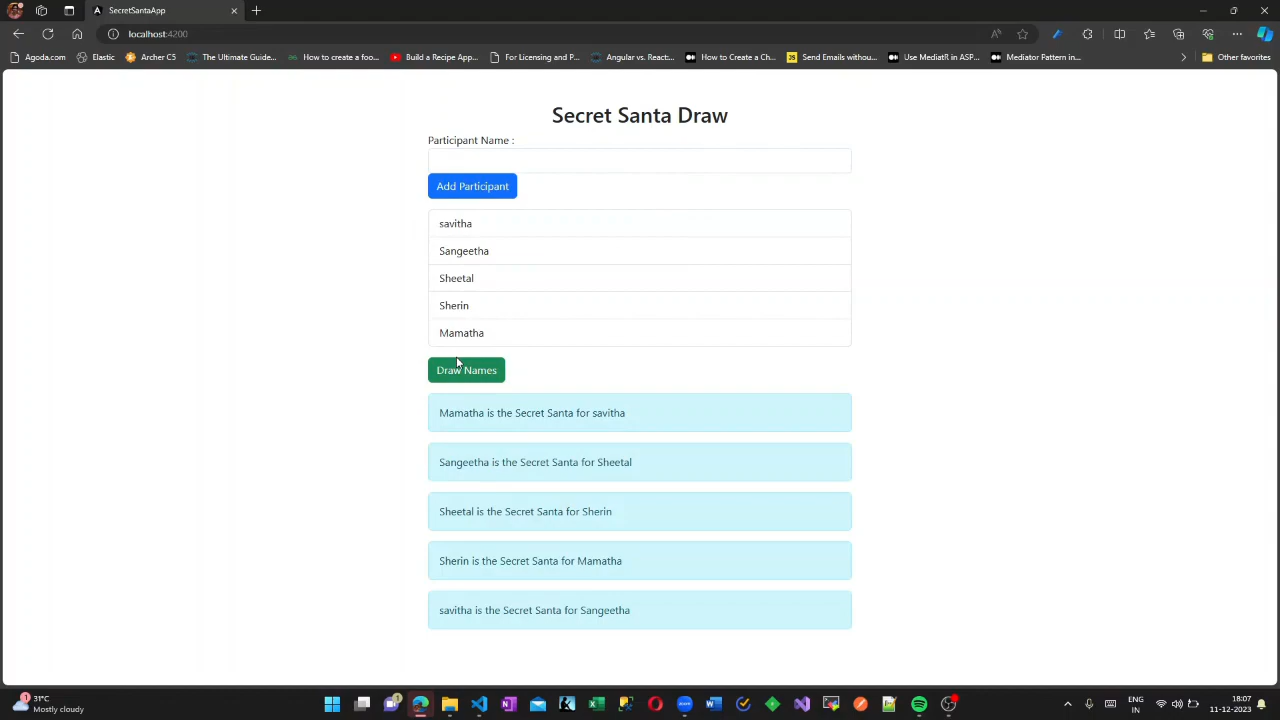 SecretSantaApp
localhost:4200
Agoda.com
Elastic
Archer C5
The Ultimate Guide...
How to create a foo...
Build a Recipe App...
For Licensing and P...
Angular vs. React:...
How to Create a Ch...
JS
Send Emails withou...
Use MediatR in ASP...
Mediator Pattern in...
Other favorites
Secret Santa Draw
Participant Name :
Add Participant
savitha
Sangeetha
Sheetal
Sherin
Mamatha
Draw Names
Mamatha is the Secret Santa for savitha
Sangeetha is the Secret Santa for Sheetal
Sheetal is the Secret Santa for Sherin
Sherin is the Secret Santa for Mamatha
savitha is the Secret Santa for Sangeetha
1
31°C
Mostly cloudy
1
zoom
ENG
IN
18:07
11-12-2023